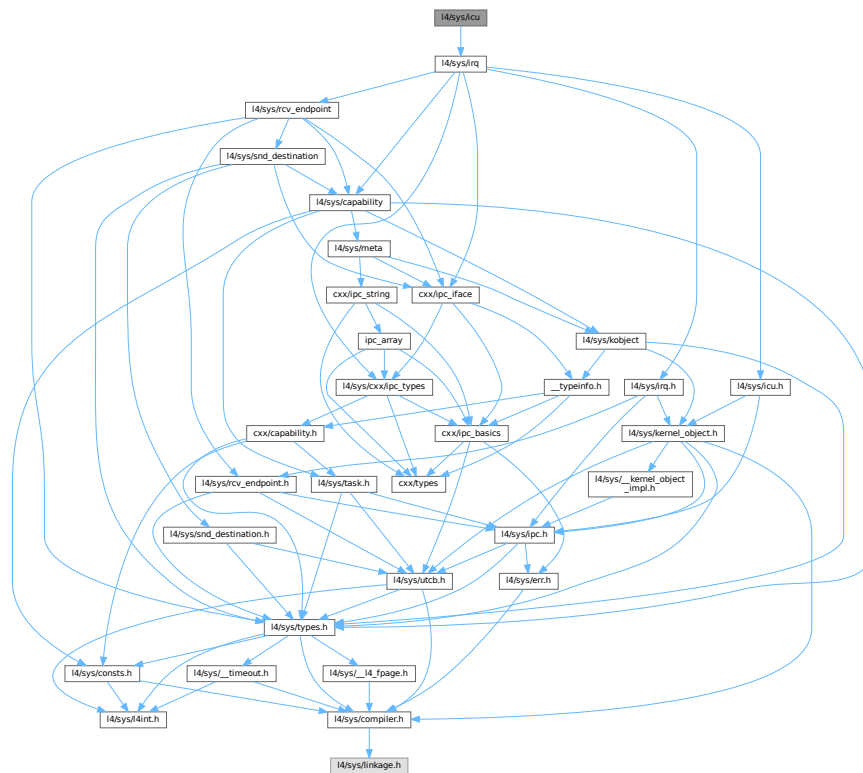 l4/sys/icu
l4/sys/irq
l4/sys/rcv_endpoint
l4/sys/snd_destination
l4/sys/capability
l4/sys/meta
cxx/ipc_string
cxx/ipc_iface
ipc_array
l4/sys/kobject
l4/sys/cxx/ipc_types
__typeinfo.h
l4/sys/irq.h
l4/sys/icu.h
cxx/capability.h
cxx/ipc_basics
l4/sys/kernel_object.h
l4/sys/rcv_endpoint.h
l4/sys/task.h
cxx/types
l4/sys/__kernel_object
_impl.h
l4/sys/snd_destination.h
l4/sys/ipc.h
l4/sys/utcb.h
l4/sys/err.h
l4/sys/types.h
l4/sys/consts.h
l4/sys/__timeout.h
l4/sys/__l4_fpage.h
l4/sys/l4int.h
l4/sys/compiler.h
l4/sys/linkage.h